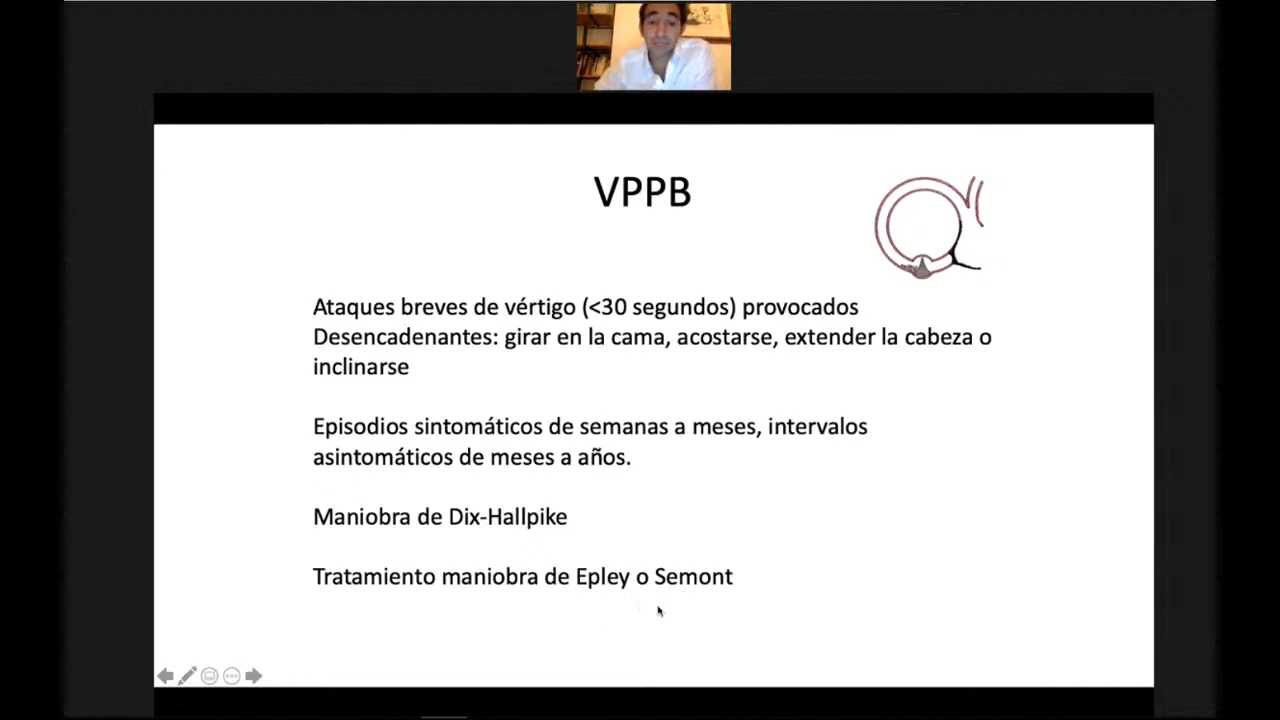 VPPB
Ataques breves de vértigo (<30 segundos) provocados
Desencadenantes: girar en la cama, acostarse, extender la cabeza o
inclinarse
Episodios sintomáticos de semanas a meses, intervalos
asintomáticos de meses a años.
Maniobra de Dix-Hallpike
Tratamiento maniobra de Epley o Semont